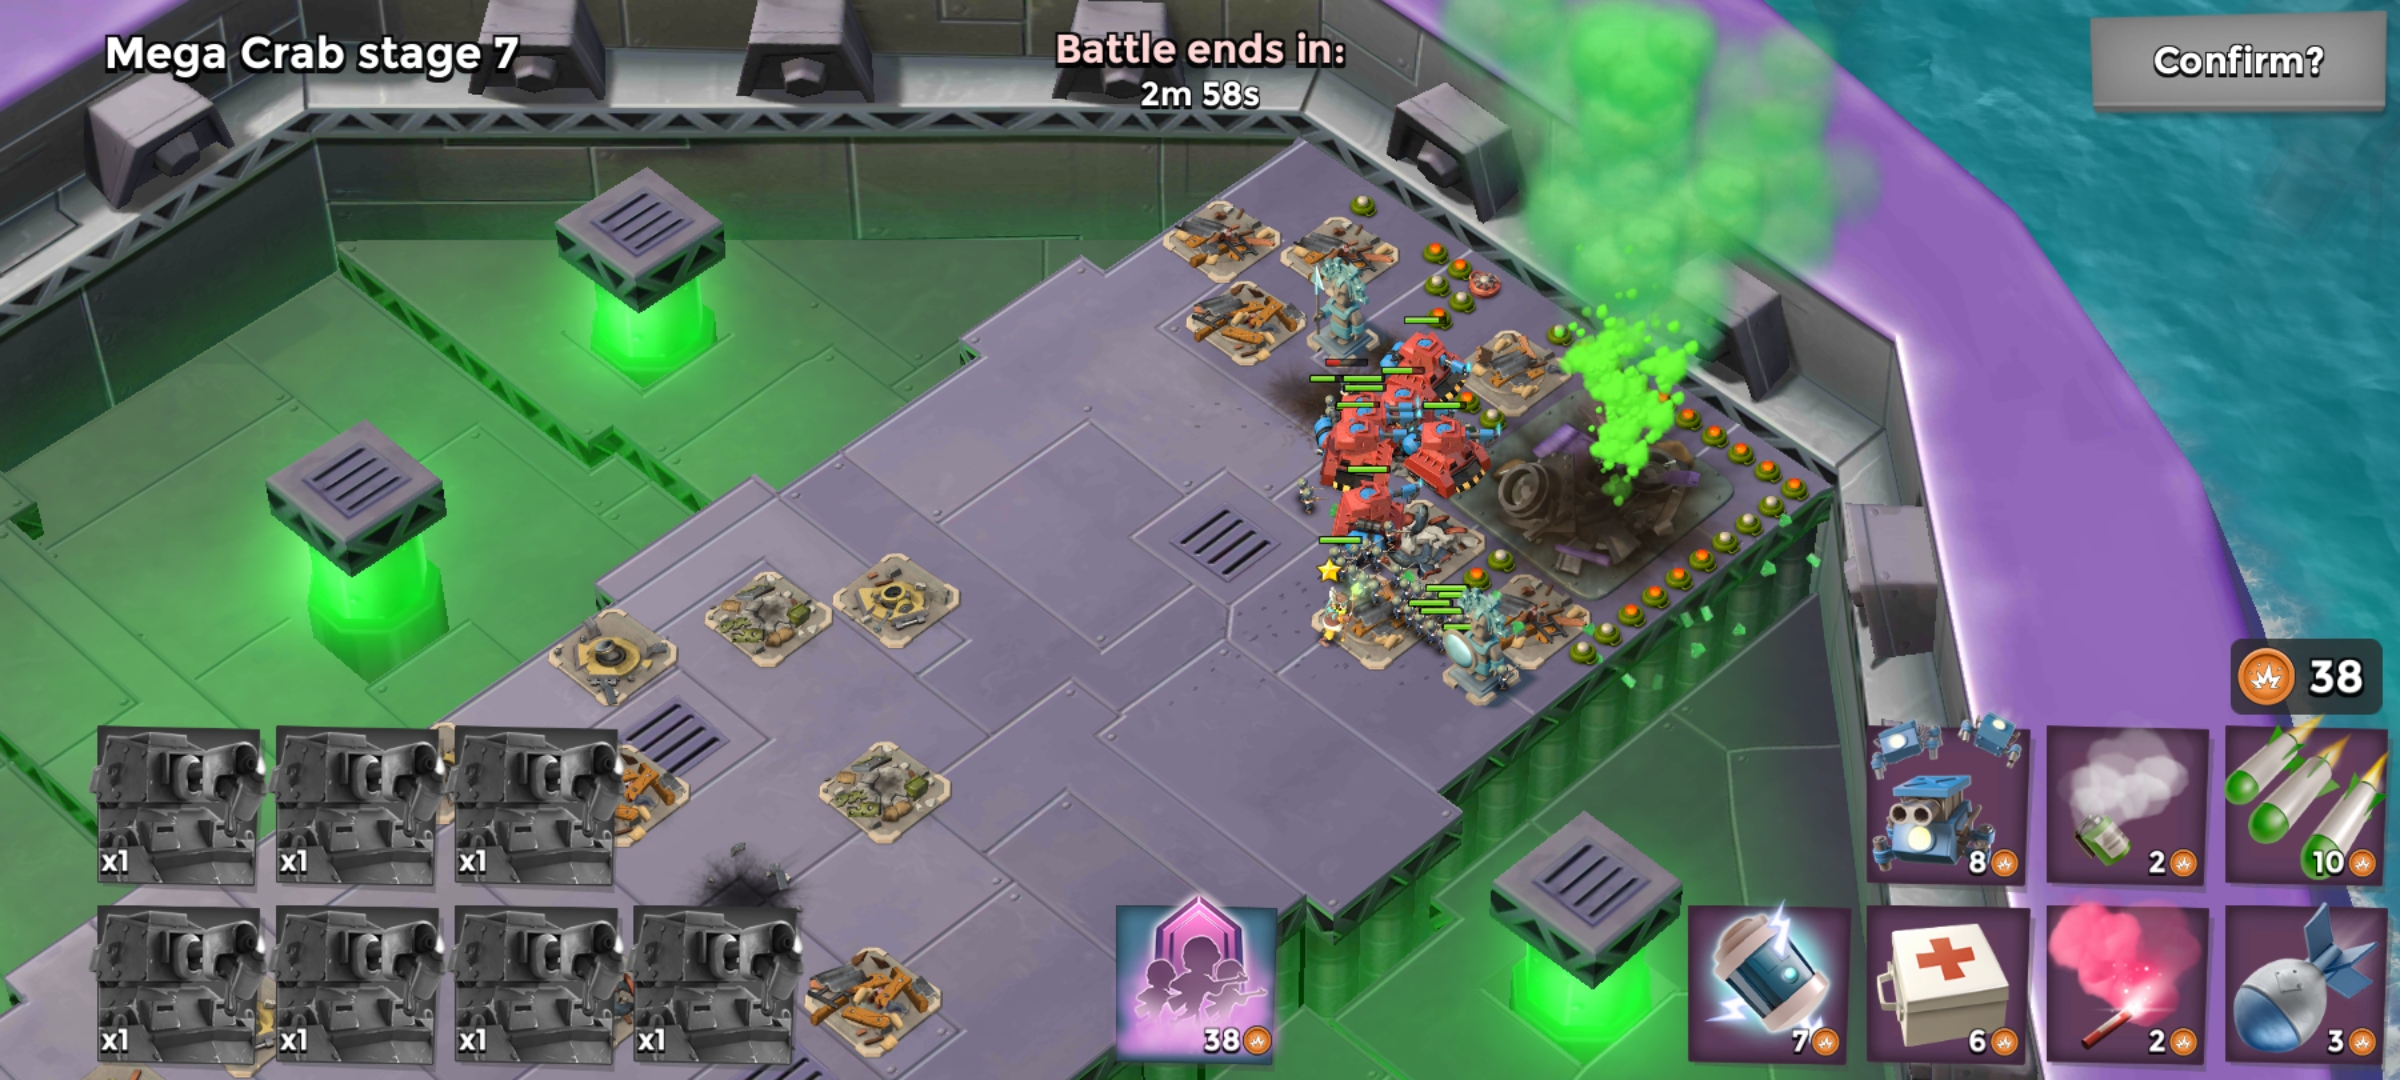 Mega Crab stage 7
Battle ends in:
2m 58s
Confirm?
38
x1
x1
x1
8
2
10
x1
x1
x1
x1
38
7
6
2
3